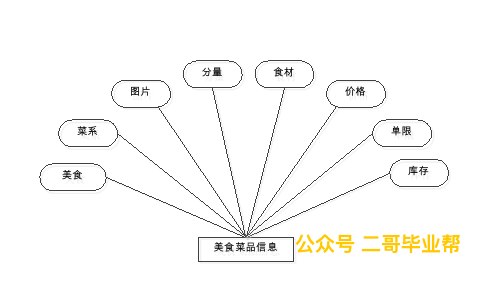 分量
食材
图片
价格
菜系
单限
美食
库存
美食菜品信息
公众号 二哥毕业帮